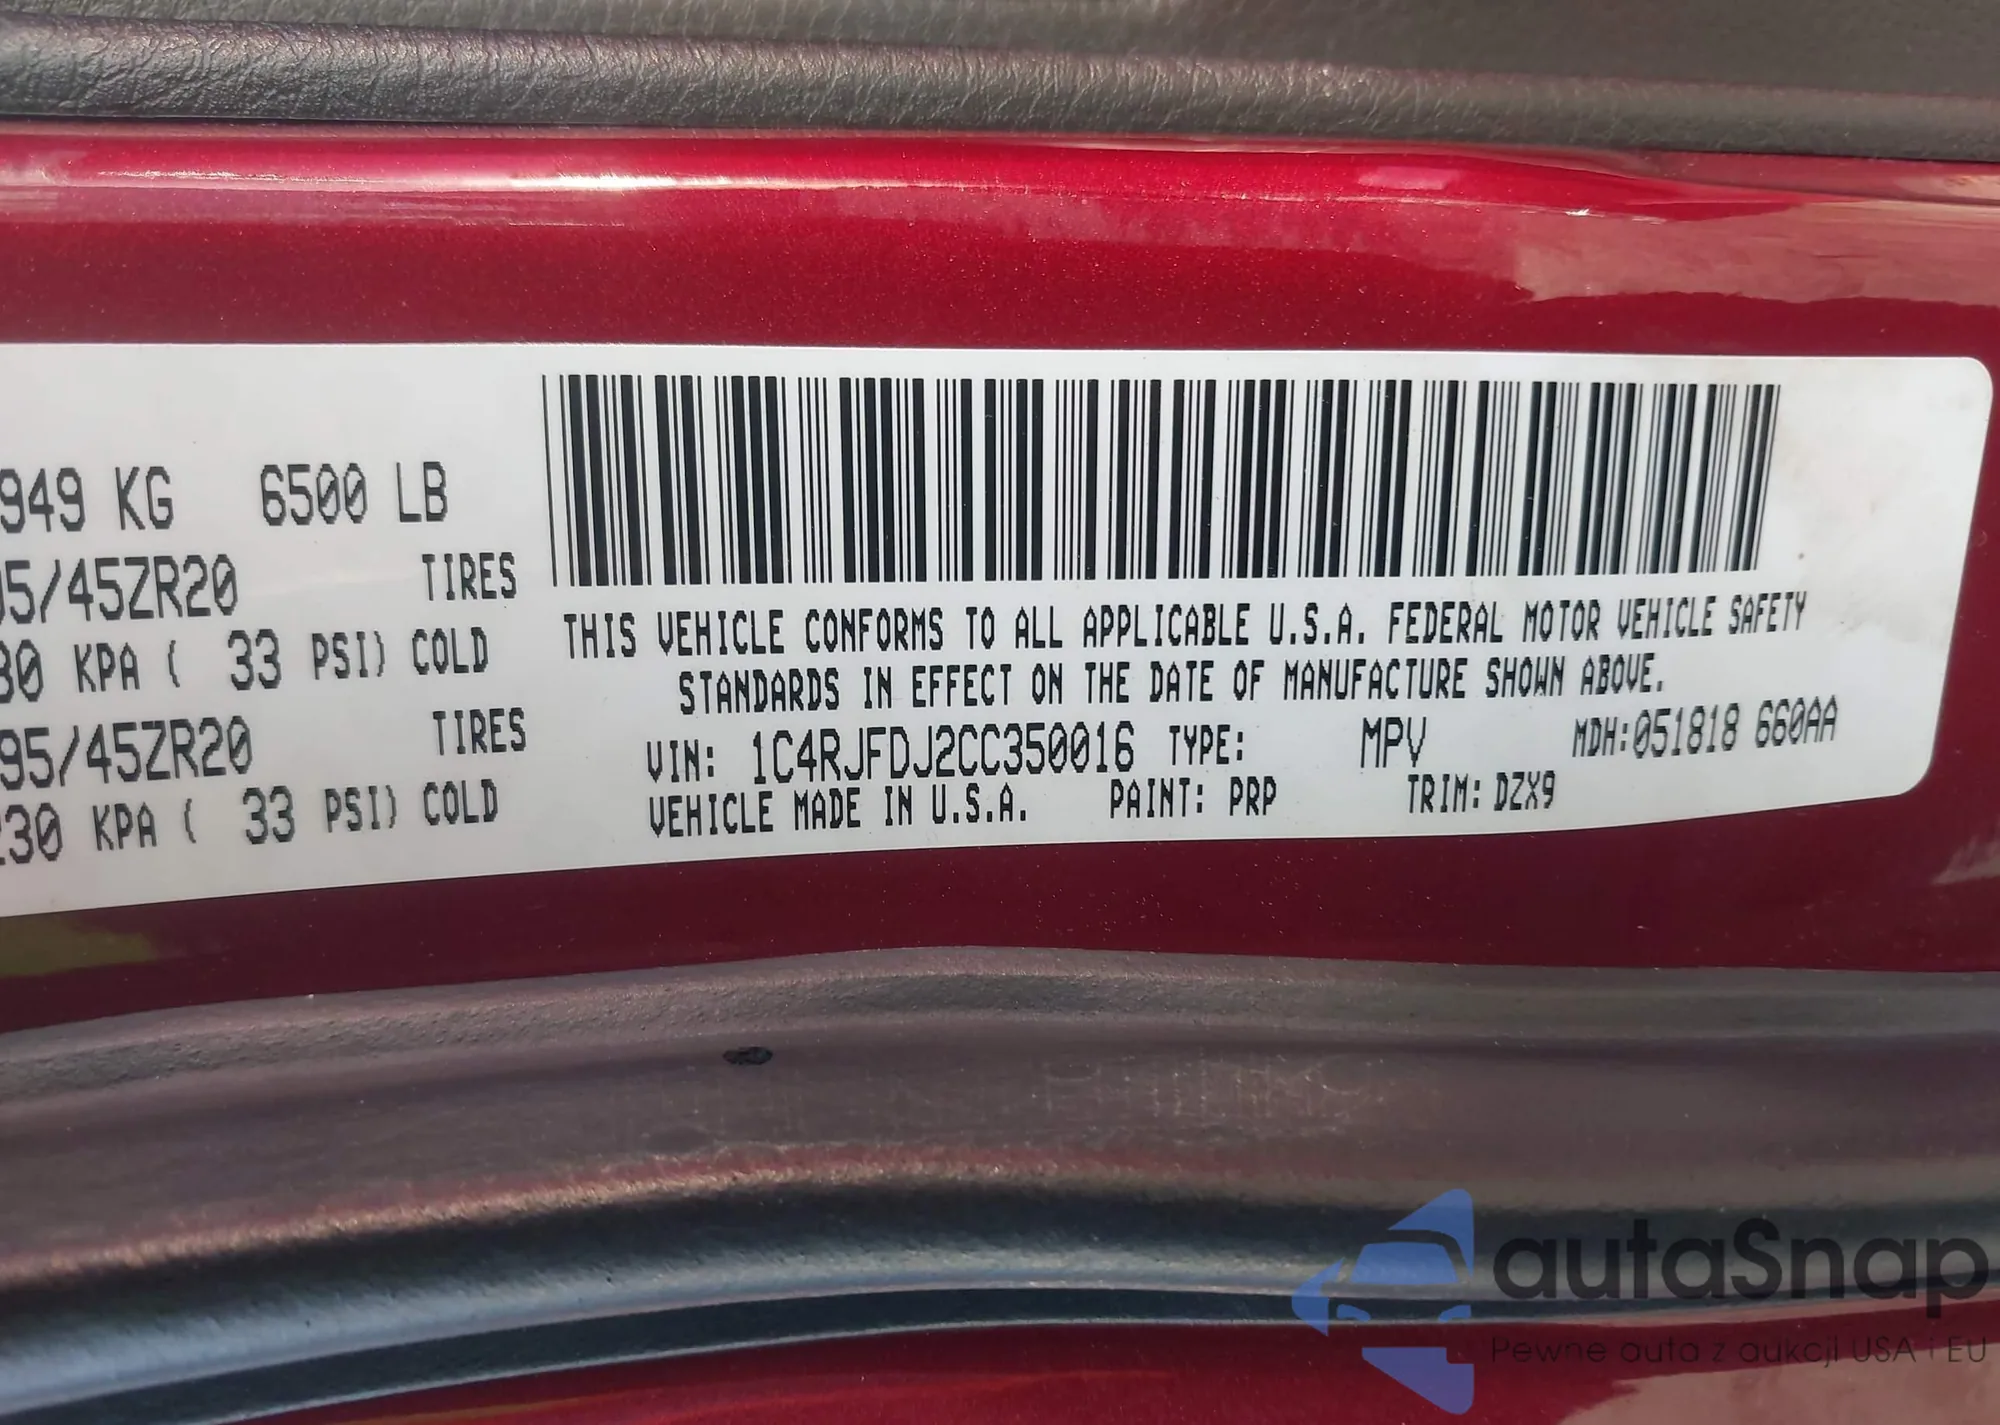 949 KG 6500 LB
5/45ZR20 TIRES
30 KPA ( 33 PSI) COLD
95/45ZR20 TIRES
230 KPA ( 33 PSI) COLD
THIS VEHICLE CONFORMS TO ALL APPLICABLE U.S.A. FEDERAL MOTOR VEHICLE SAFETY
STANDARDS IN EFFECT ON THE DATE OF MANUFACTURE SHOWN ABOVE.
VIN: 1C4RJFDJ2CC350016 TYPE: MPV MDH:051818 660AA
VEHICLE MADE IN U.S.A. PAINT: PRP TRIM: DZX9
autaSnap
Pewne auta z aukcji USA i EU